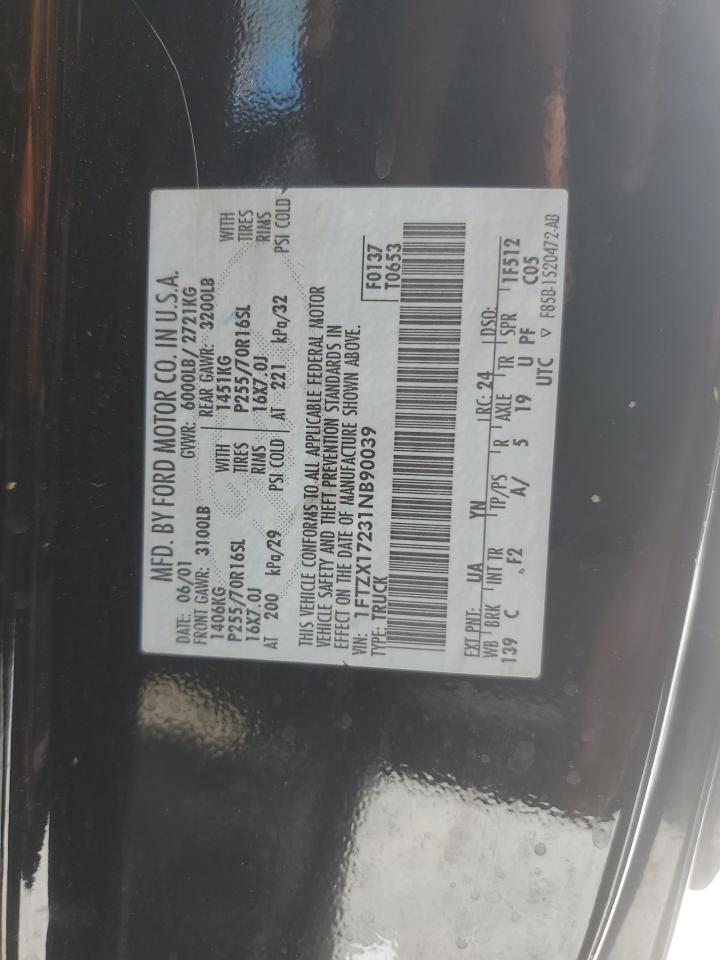 MFD. BY FORD MOTOR CO. IN U.S.A.
DATE: 06/01 GVWR: 6000LB/ 2721KG
FRONT GAWR: 3100LB REAR GAWR: 3200LB
1406KG WITH 1451KG WITH
P255/70R16SL TIRES P255/70R16SL TIRES
16X7.0J RIMS 16X7.0J RIMS
AT 200 kPa/29 PSI COLD AT 221 kPa/32 PSI COLD
THIS VEHICLE CONFORMS TO ALL APPLICABLE FEDERAL MOTOR
VEHICLE SAFETY AND THEFT PREVENTION STANDARDS IN
EFFECT ON THE DATE OF MANUFACTURE SHOWN ABOVE.
VIN: 1FTZX17231NB90039 F0137
TYPE: TRUCK T0653
EXT PNT: UA YN RC: 24 DSO:
WB BRK INT TR TP/PS R AXLE TR SPR 1F512
139 C F2 A/ 5 19 U PF C05
UTC ▽ F85B-1520472-AB